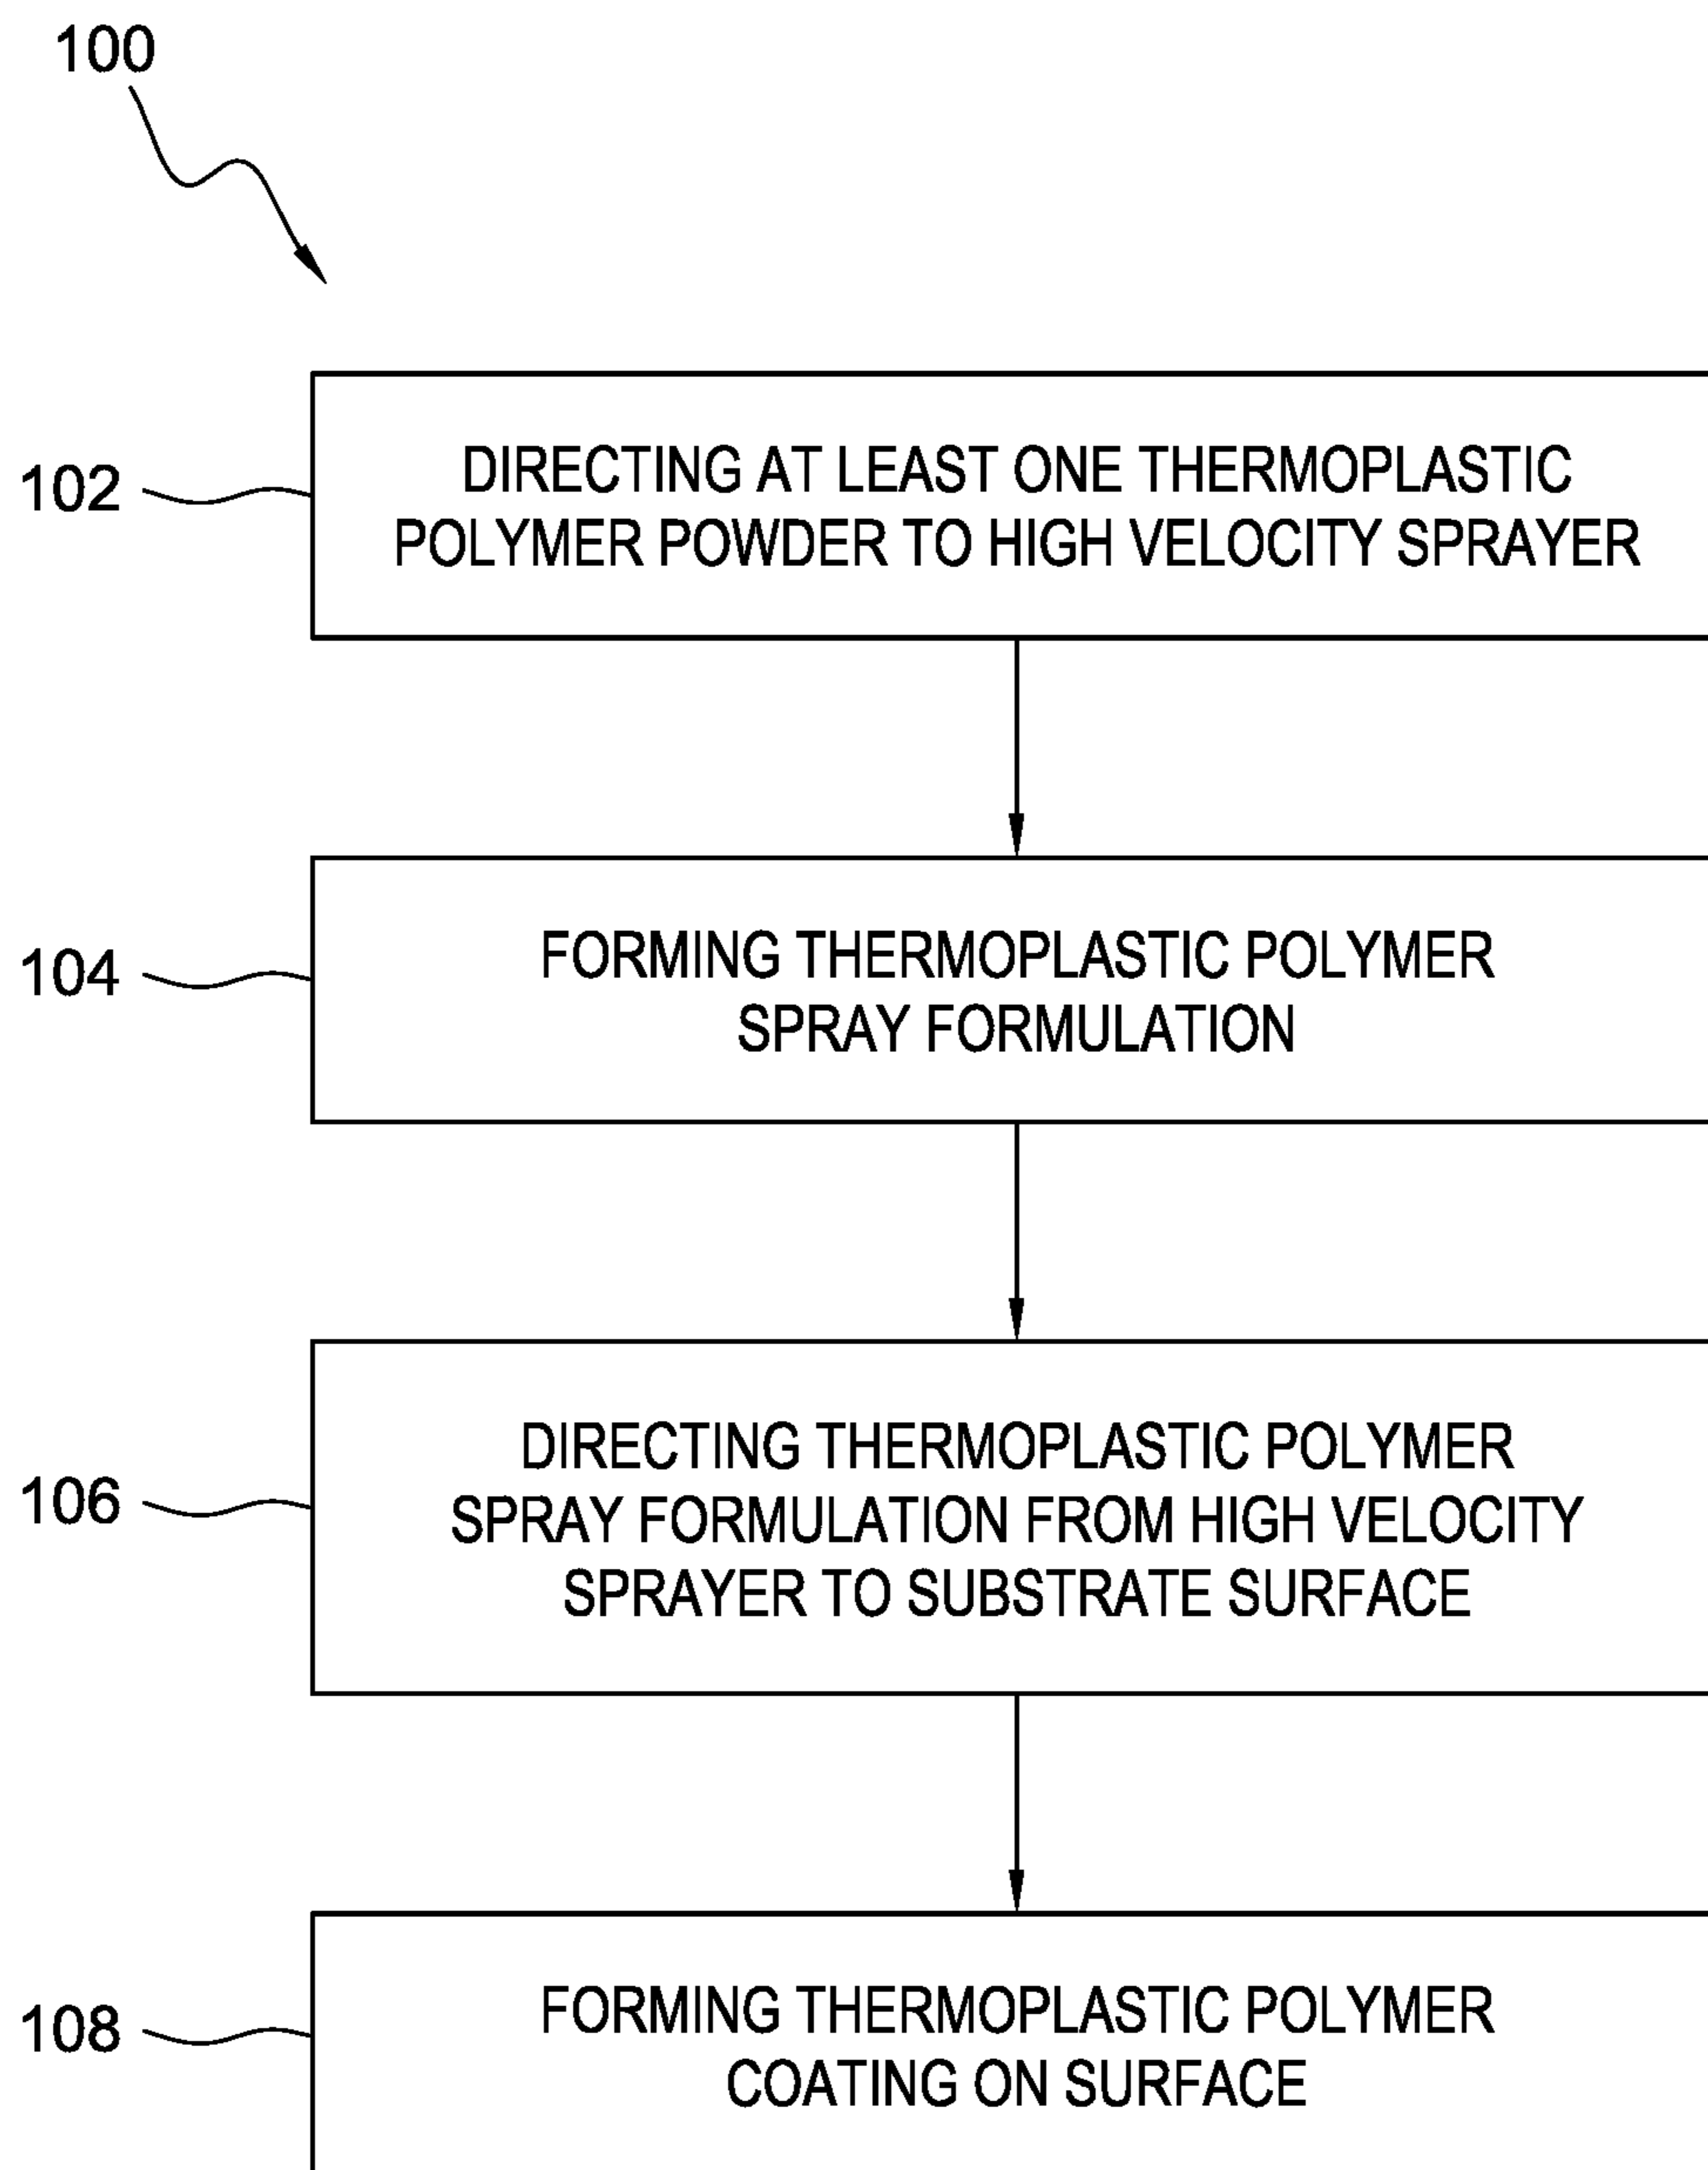 100
102
DIRECTING AT LEAST ONE THERMOPLASTIC
POLYMER POWDER TO HIGH VELOCITY SPRAYER
104
FORMING THERMOPLASTIC POLYMER
SPRAY FORMULATION
106
DIRECTING THERMOPLASTIC POLYMER
SPRAY FORMULATION FROM HIGH VELOCITY
SPRAYER TO SUBSTRATE SURFACE
108
FORMING THERMOPLASTIC POLYMER
COATING ON SURFACE